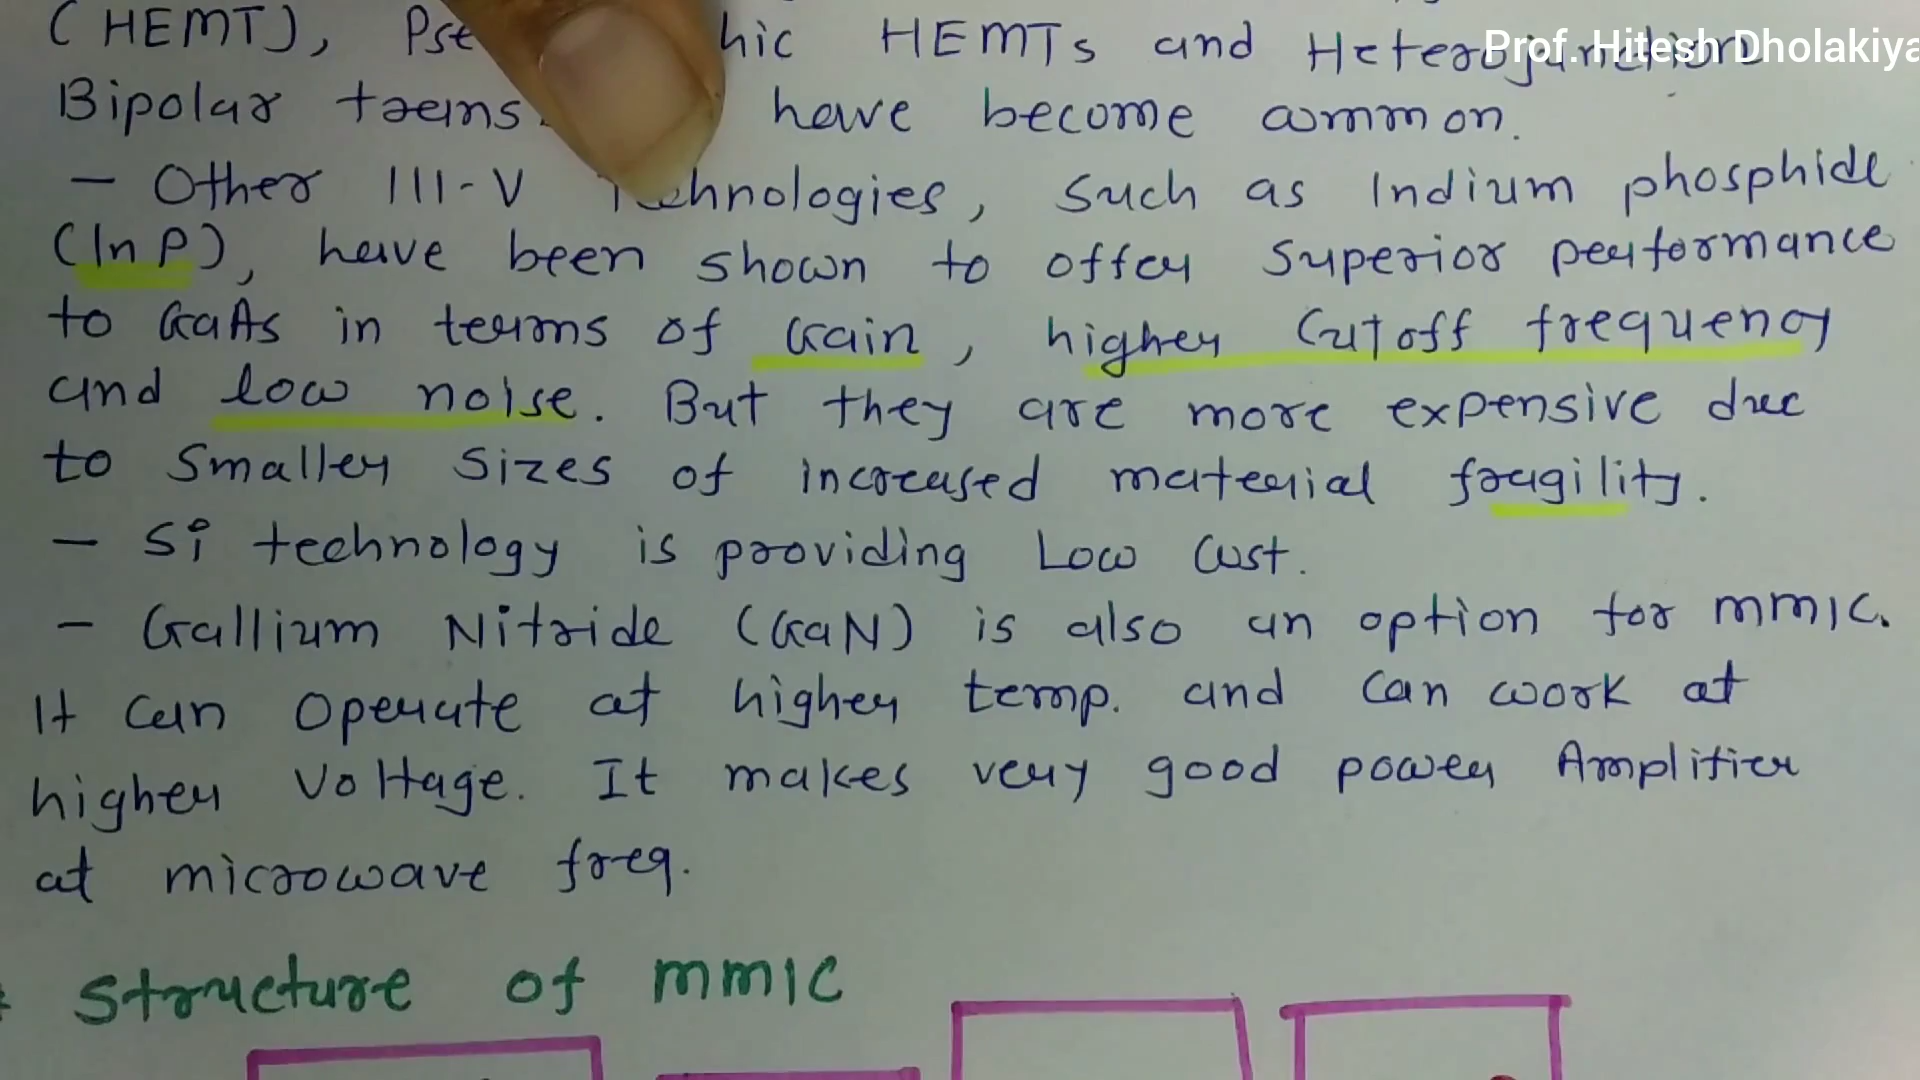 (HEMT), hic HEMTs and Heterojunction
Prof. Hitesh Dholakiya
Bipolar trans have become common.
- Other III-V Technologies, such as Indium phosphide
(InP), have been shown to offer superior performance
to GaAs in terms of Gain, higher Cutoff frequency
and low noise. But they are more expensive due
to smaller sizes of increased material fragility.
- Si technology is providing Low Cost.
- Gallium Nitride (GaN) is also an option for mmIC.
It can operate at higher temp. and can work at
higher Voltage. It makes very good power Amplifier
at microwave freq.
Structure of mmIC